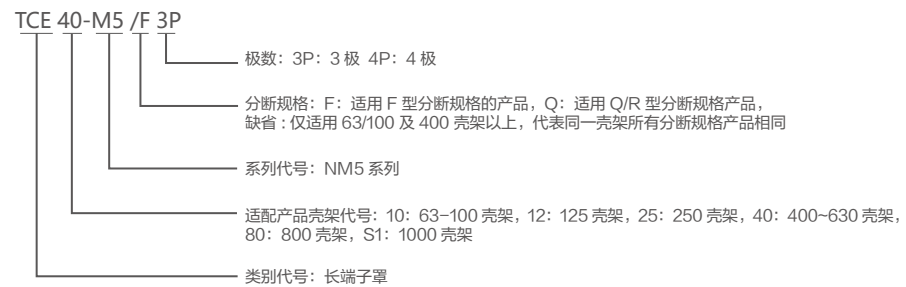 TCE 40-M5 /F 3P
极数：3P：3 极 4P：4 极
分断规格：F：适用 F 型分断规格的产品，Q：适用 Q/R 型分断规格产品，
缺省 : 仅适用 63/100 及 400 壳架以上，代表同一壳架所有分断规格产品相同
系列代号：NM5 系列
适配产品壳架代号：10：63-100 壳架，12：125 壳架，25：250 壳架，40：400~630 壳架，
80：800 壳架，S1：1000 壳架
类别代号：长端子罩